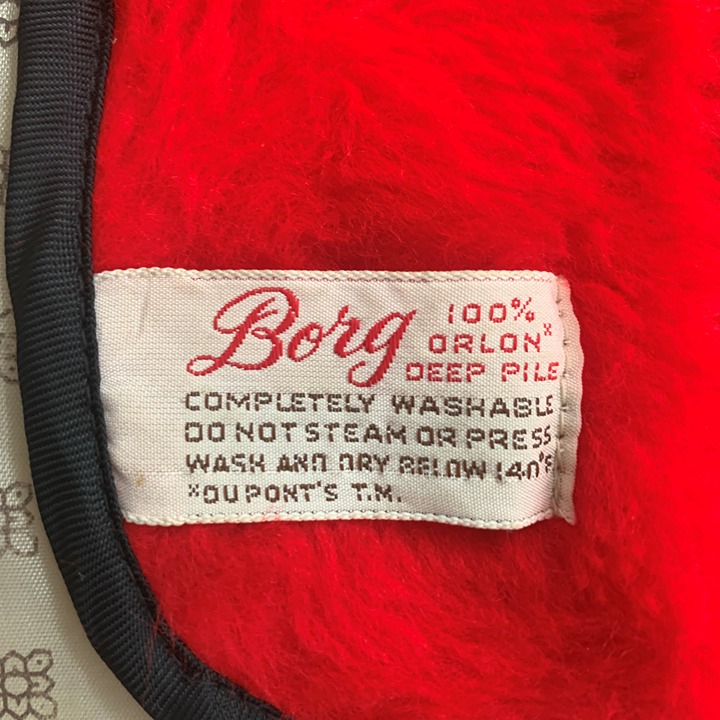 Borg 100%
ORLON*
DEEP PILE
COMPLETELY WASHABLE
DO NOT STEAM OR PRESS
WASH AND DRY BELOW 140°F
*DUPONT'S T.M.